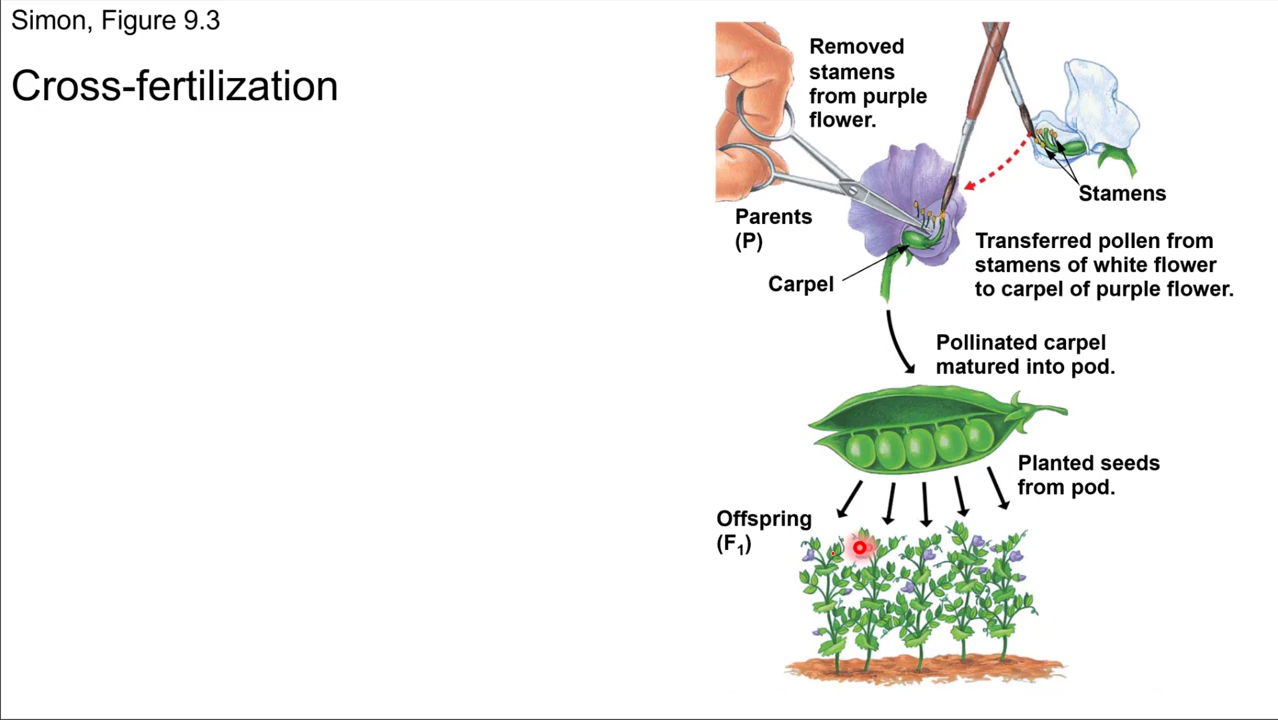 Simon, Figure 9.3
Cross-fertilization
Removed
stamens
from purple
flower.
Stamens
Parents
(P)
Transferred pollen from
stamens of white flower
to carpel of purple flower.
Carpel
Pollinated carpel
matured into pod.
Planted seeds
from pod.
Offspring
(F₁)